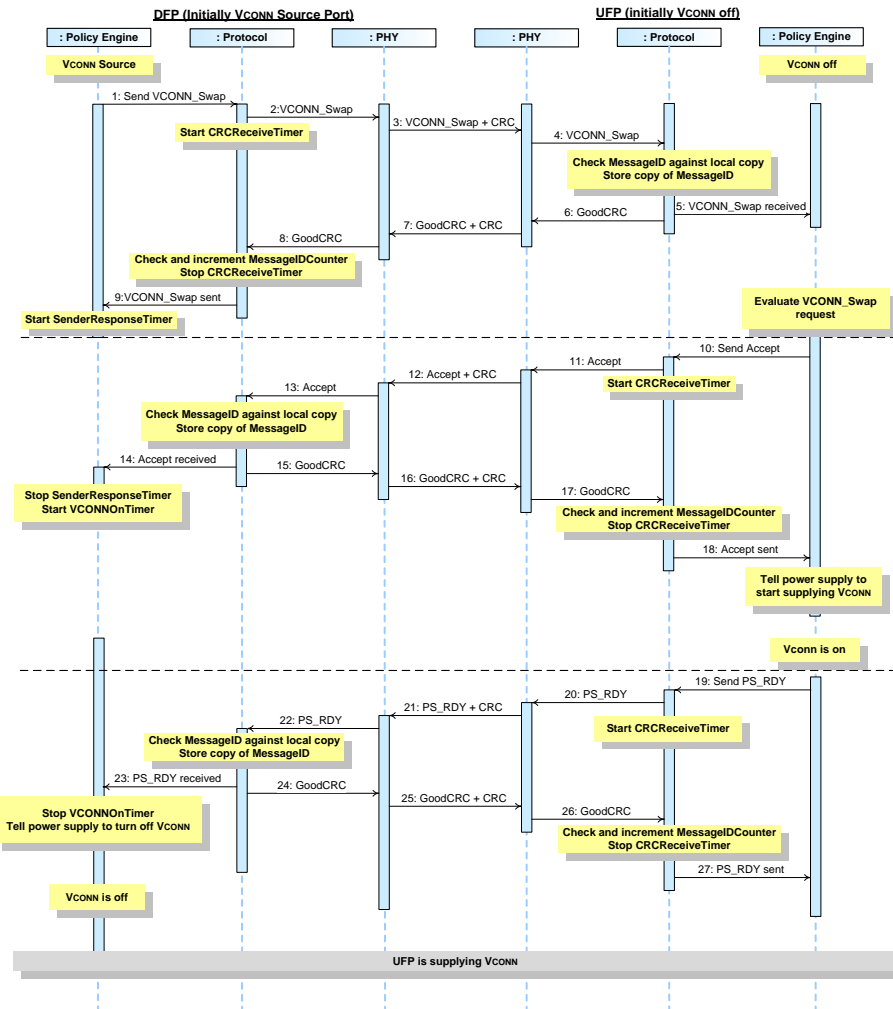 DFP (Initially VCONN Source Port)
UFP (initially VCONN off)
: Policy Engine
: Protocol
: PHY
: PHY
: Protocol
: Policy Engine
VCONN Source
VCONN off
1: Send VCONN_Swap
2:VCONN_Swap
Start CRCReceiveTimer
3: VCONN_Swap + CRC
4: VCONN_Swap
Check MessageID against local copy
Store copy of MessageID
5: VCONN_Swap received
6: GoodCRC
7: GoodCRC + CRC
8: GoodCRC
Check and increment MessageIDCounter
Stop CRCReceiveTimer
9:VCONN_Swap sent
Start SenderResponseTimer
Evaluate VCONN_Swap
request
10: Send Accept
11: Accept
Start CRCReceiveTimer
12: Accept + CRC
13: Accept
Check MessageID against local copy
Store copy of MessageID
14: Accept received
15: GoodCRC
Stop SenderResponseTimer
Start VCONNOnTimer
16: GoodCRC + CRC
17: GoodCRC
Check and increment MessageIDCounter
Stop CRCReceiveTimer
18: Accept sent
Tell power supply to
start supplying VCONN
Vconn is on
19: Send PS_RDY
20: PS_RDY
Start CRCReceiveTimer
21: PS_RDY + CRC
22: PS_RDY
Check MessageID against local copy
Store copy of MessageID
23: PS_RDY received
24: GoodCRC
Stop VCONNOnTimer
Tell power supply to turn off VCONN
25: GoodCRC + CRC
26: GoodCRC
Check and increment MessageIDCounter
Stop CRCReceiveTimer
27: PS_RDY sent
VCONN is off
UFP is supplying VCONN